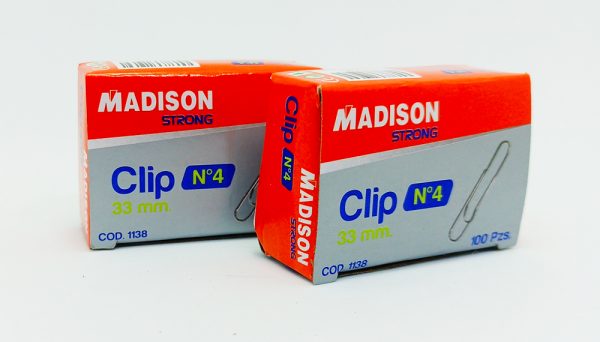 MADISON
STRONG
Clip N°4
33 mm.
COD. 1138
MADISON
STRONG
Clip N°4
MADISON
STRONG
Clip N°4
33 mm.
100 Pzs.
COD. 1138